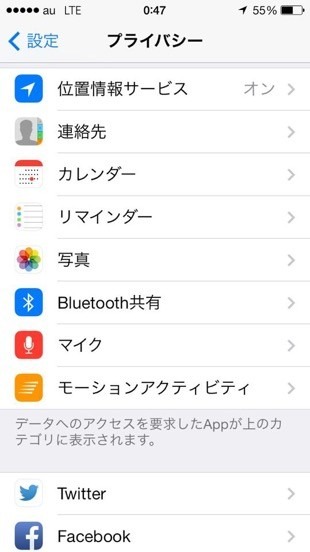 au LTE 0:47 55%
設定 プライバシー
位置情報サービス オン
連絡先
カレンダー
リマインダー
写真
Bluetooth共有
マイク
モーションアクティビティ
データへのアクセスを要求したAppが上のカ
テゴリに表示されます。
Twitter
Facebook